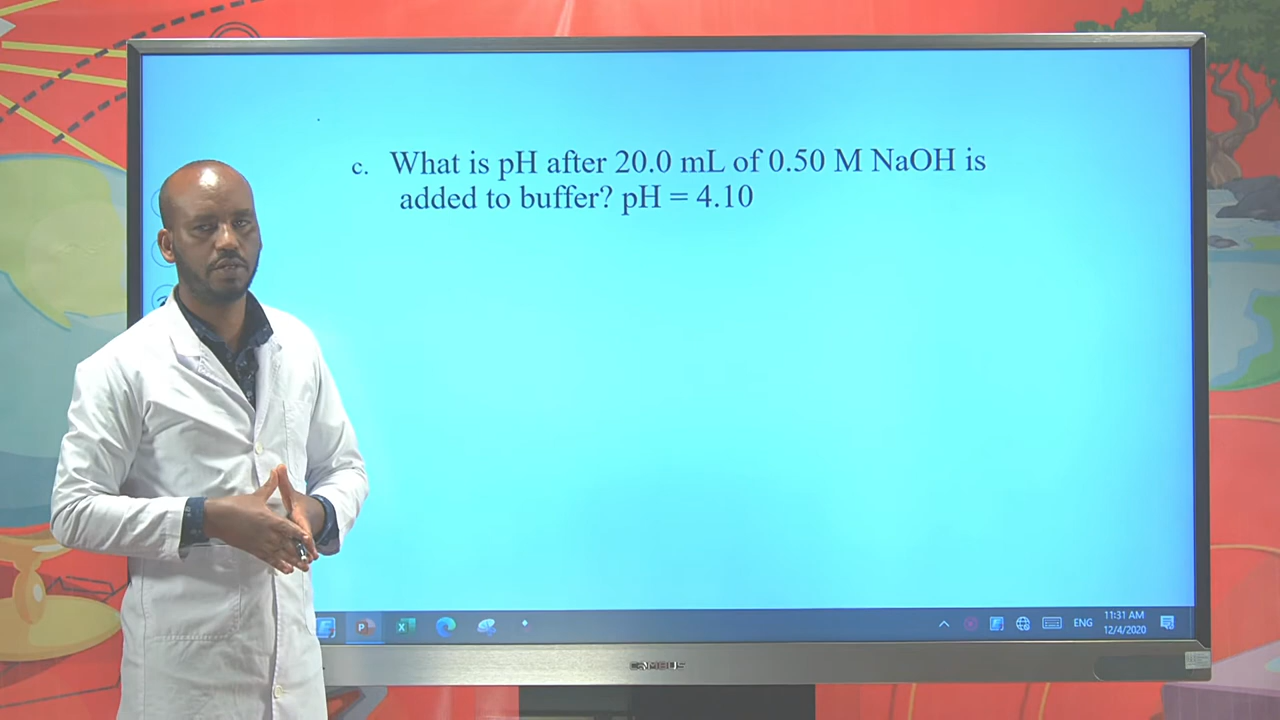 c. What is pH after 20.0 mL of 0.50 M NaOH is
added to buffer? pH = 4.10
ENG
11:31 AM
12/4/2020